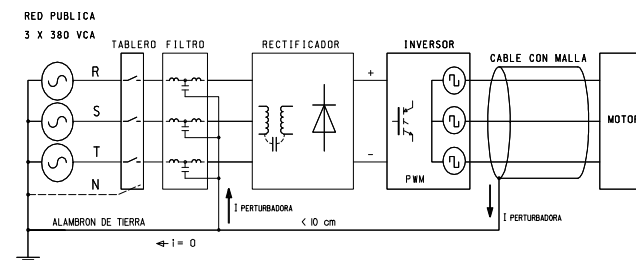 RED PUBLICA
3 X 380 VCA
TABLERO FILTRO RECTIFICADOR INVERSOR
CABLE CON MALLA
R
+
S
MOTOR
T
-
N
PWM
I PERTURBADORA
ALAMBRON DE TIERRA
< 10 cm
I PERTURBADORA
i = 0